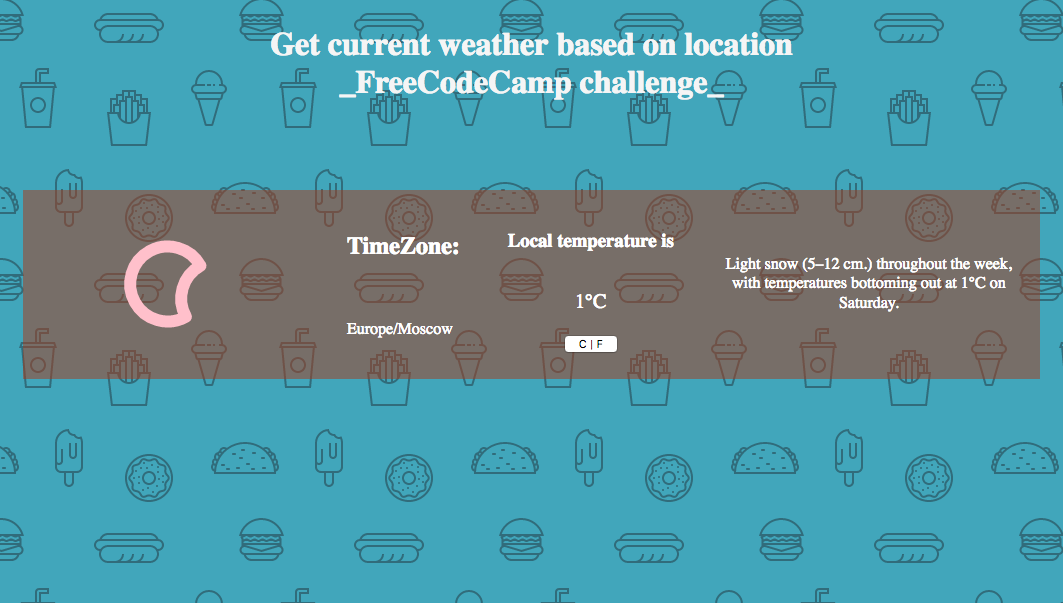 Get current weather based on location
_FreeCodeCamp challenge_
TimeZone:
Europe/Moscow
Local temperature is
1°C
C | F
Light snow (5–12 cm.) throughout the week,
with temperatures bottoming out at 1°C on
Saturday.